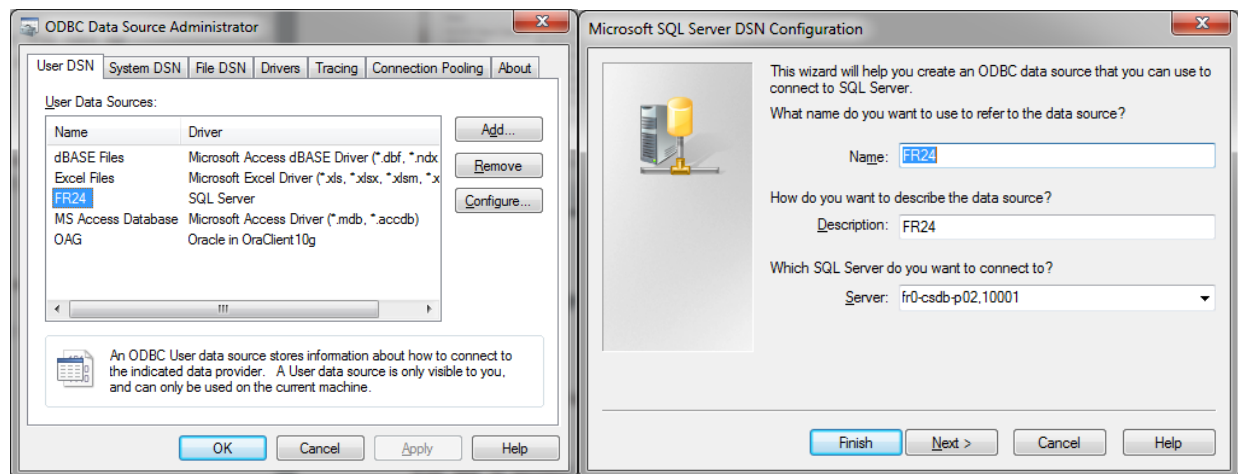 ODBC Data Source Administrator
User DSN System DSN File DSN Drivers Tracing Connection Pooling About
User Data Sources:
Name Driver
dBASE Files Microsoft Access dBASE Driver (*.dbf, *.ndx
Excel Files Microsoft Excel Driver (*.xls, *.xlsx, *.xlsm, *.x
FR24 SQL Server
MS Access Database Microsoft Access Driver (*.mdb, *.accdb)
OAG Oracle in OraClient10g
Add...
Remove
Configure...
An ODBC User data source stores information about how to connect to
the indicated data provider. A User data source is only visible to you,
and can only be used on the current machine.
OK Cancel Apply Help
Microsoft SQL Server DSN Configuration
This wizard will help you create an ODBC data source that you can use to
connect to SQL Server.
What name do you want to use to refer to the data source?
Name: FR24
How do you want to describe the data source?
Description: FR24
Which SQL Server do you want to connect to?
Server: fr0-csdb-p02,10001
Finish Next > Cancel Help